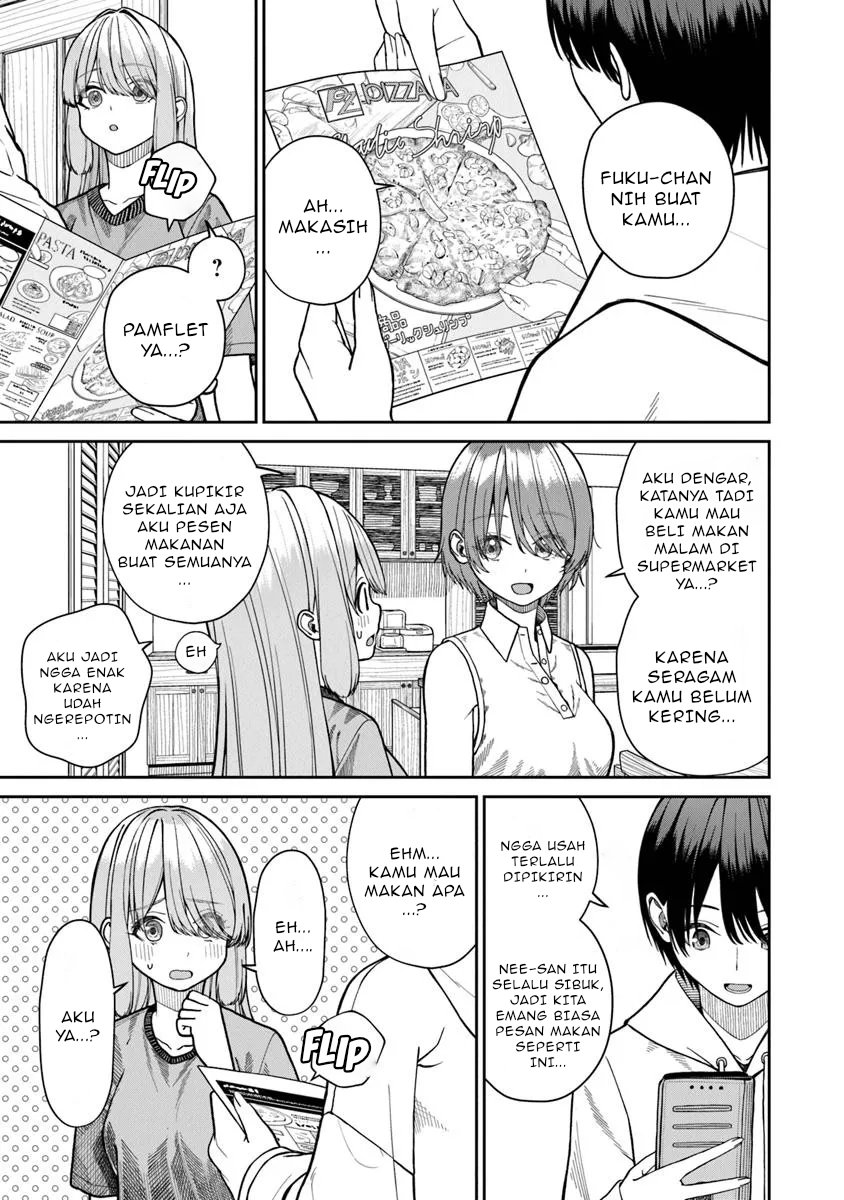 FUKU-CHAN
NIH BUAT
KAMU...
AH...
MAKASIH
...
PIZZA-LA
Shrimp
FLIP
?
PAMFLET
YA...?
PASTA
SOUP
AKU DENGAR,
KATANYA TADI
KAMU MAU
BELI MAKAN
MALAM DI
SUPERMARKET
YA...?
KARENA
SERAGAM
KAMU BELUM
KERING...
JADI KUPIKIR
SEKALIAN AJA
AKU PESEN
MAKANAN
BUAT SEMUANYA
...
EH
AKU JADI
NGGA ENAK
KARENA
UDAH
NGEREPOTIN
...
NGGA USAH
TERLALU
DIPIKIRIN
...
NEE-SAN ITU
SELALU SIBUK,
JADI KITA
EMANG BIASA
PESAN MAKAN
SEPERTI
INI...
EHM...
KAMU MAU
MAKAN APA
...?
FLIP
EH...
AH....
AKU
YA...?